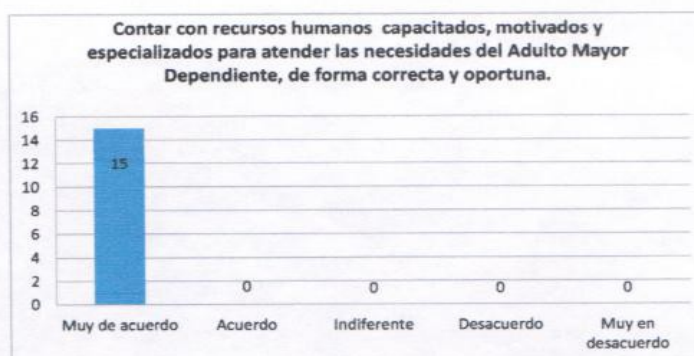 Contar con recursos humanos capacitados, motivados y
especializados para atender las necesidades del Adulto Mayor
Dependiente, de forma correcta y oportuna.
16
14
12
10
8
6
4
2
0
15
0
0
0
0
Muy de acuerdo
Acuerdo
Indiferente
Desacuerdo
Muy en
desacuerdo